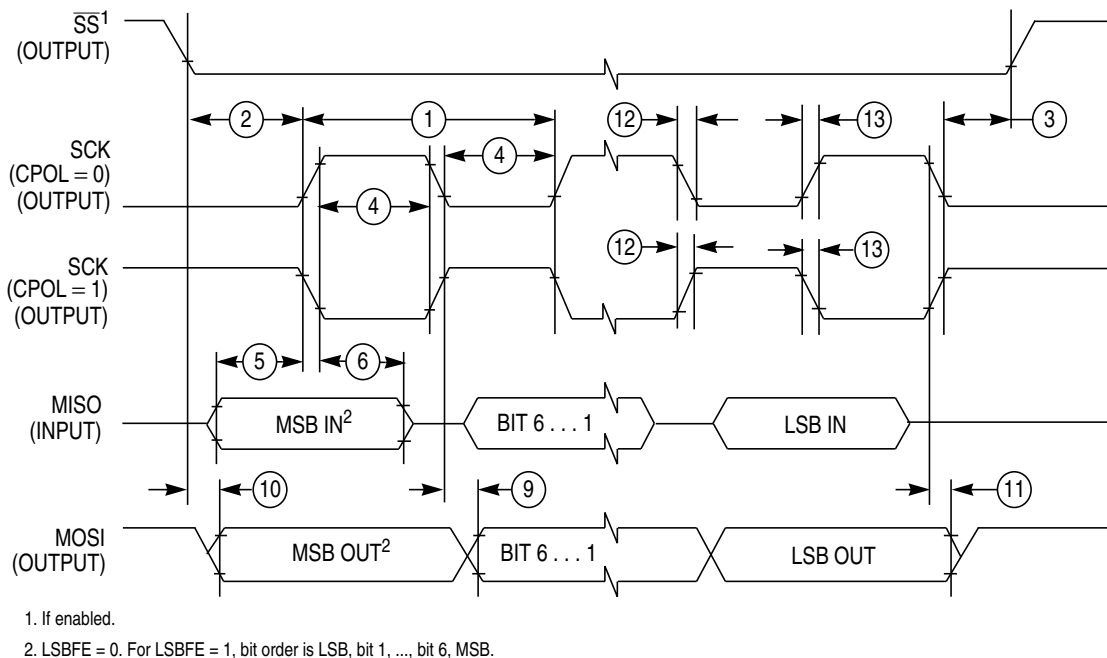 SS1
(OUTPUT)
2
1
12
13
3
SCK
(CPOL = 0)
(OUTPUT)
4
4
12
13
SCK
(CPOL = 1)
(OUTPUT)
5
6
MISO
(INPUT)
MSB IN2
BIT 6 . . . 1
LSB IN
10
9
11
MOSI
(OUTPUT)
MSB OUT2
BIT 6 . . . 1
LSB OUT
1. If enabled.
2. LSBFE = 0. For LSBFE = 1, bit order is LSB, bit 1, ..., bit 6, MSB.